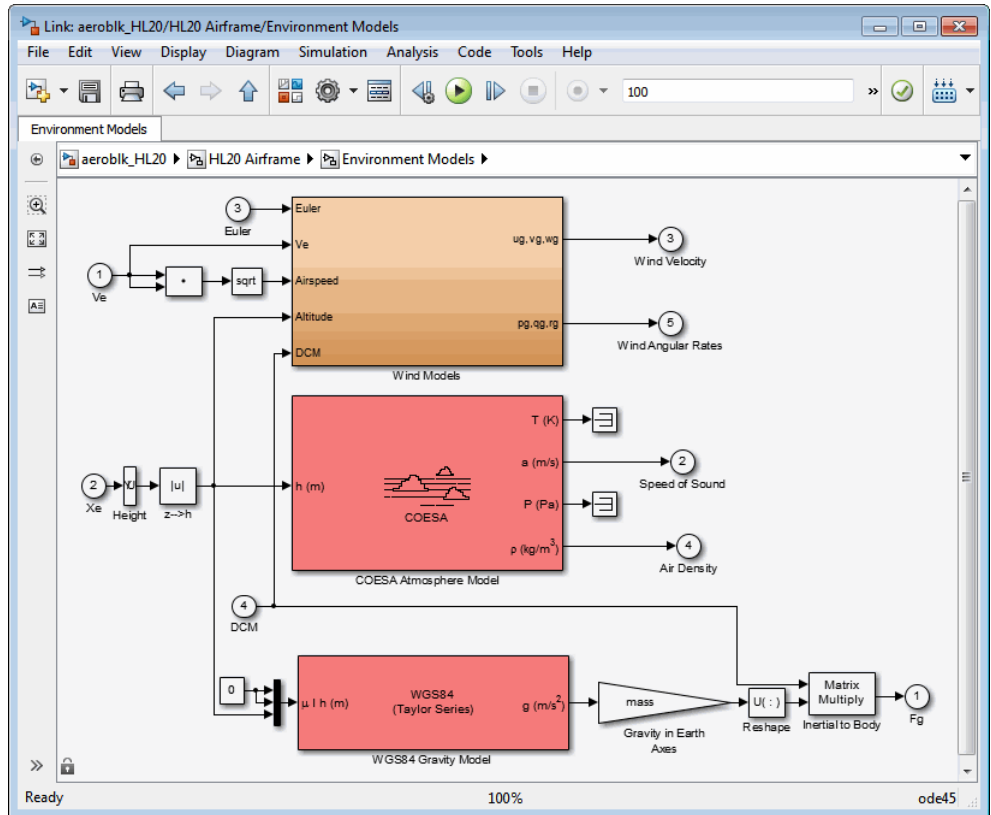 Link: aeroblk_HL20/HL20 Airframe/Environment Models
File Edit View Display Diagram Simulation Analysis Code Tools Help
100
»
Environment Models
aeroblk_HL20 HL20 Airframe Environment Models
3
Euler
Euler
ug,vg,wg
3
Wind Velocity
1
Ve
Ve
sqrt
Airspeed
Altitude
pg,qg,rg
5
Wind Angular Rates
DCM
Wind Models
T (K)
a (m/s)
2
Speed of Sound
2
Xe
Height
|u|
z-->h
h (m)
COESA
P (Pa)
ρ (kg/m³)
4
Air Density
COESA Atmosphere Model
4
DCM
0
μ l h (m)
WGS84
(Taylor Series)
g (m/s²)
WGS84 Gravity Model
mass
Gravity in Earth
Axes
U( : )
Reshape
Matrix
Multiply
Inertial to Body
1
Fg
»
Ready 100% ode45